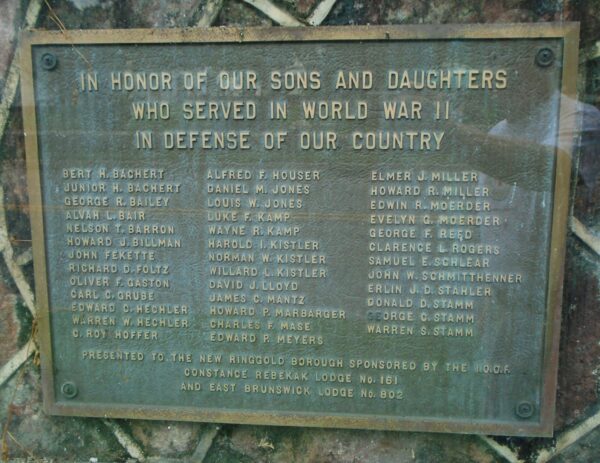 IN HONOR OF OUR SONS AND DAUGHTERS
WHO SERVED IN WORLD WAR II
IN DEFENSE OF OUR COUNTRY
BERT H. BACHERT
JUNIOR H. BACHERT
GEORGE R. BAILEY
ALVAH L. BAIR
NELSON T. BARRON
HOWARD J. BILLMAN
JOHN FEKETTE
RICHARD D. FOLTZ
OLIVER F. GASTON
CARL C. GRUBE
EDWARD C. HECHLER
WARREN W. HECHLER
C. ROY HOFFER
ALFRED F. HOUSER
DANIEL M. JONES
LOUIS W. JONES
LUKE F. KAMP
WAYNE R. KAMP
HAROLD I. KISTLER
NORMAN W. KISTLER
WILLARD L. KISTLER
DAVID J. LLOYD
JAMES C. MANTZ
HOWARD P. MARBARGER
CHARLES F. MASE
EDWARD R. MEYERS
ELMER J. MILLER
HOWARD R. MILLER
EDWIN R. MOERDER
EVELYN G. MOERDER
GEORGE F. REED
CLARENCE L. ROGERS
SAMUEL E. SCHLEAR
JOHN W. SCHMITTHENNER
ERLIN J. D. STAHLER
DONALD D. STAMM
GEORGE C. STAMM
WARREN S. STAMM
PRESENTED TO THE NEW RINGGOLD BOROUGH SPONSORED BY THE I.O.O.F.
CONSTANCE REBEKAK LODGE No. 161
AND EAST BRUNSWICK LODGE No. 802